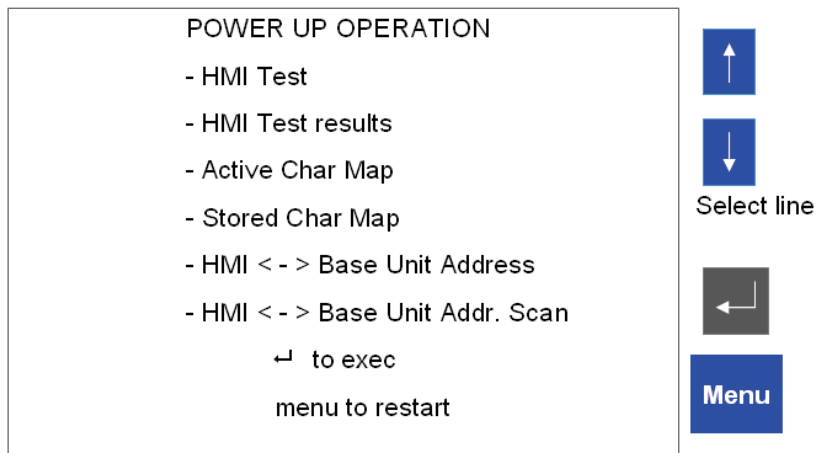 POWER UP OPERATION
- HMI Test
- HMI Test results
- Active Char Map
- Stored Char Map
- HMI < - > Base Unit Address
- HMI < - > Base Unit Addr. Scan
↵ to exec
menu to restart
↑
↓
Select line
↵
Menu